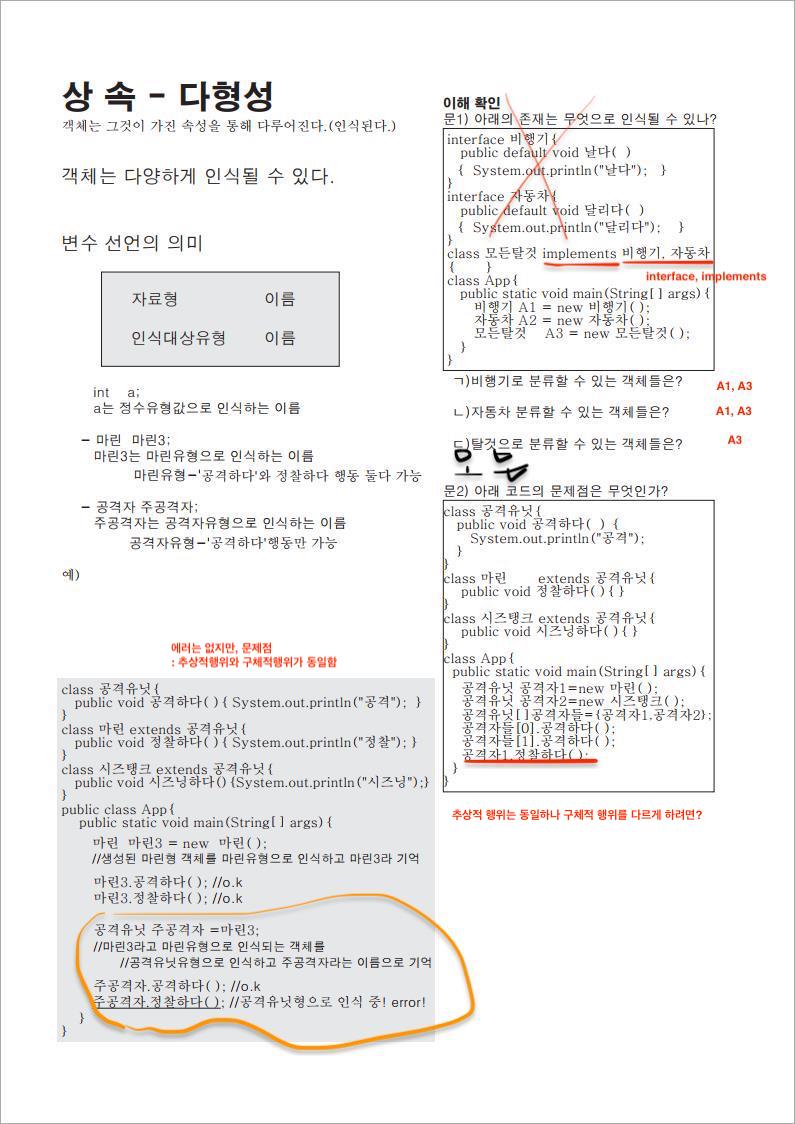 상 속 - 다형성
객체는 그것이 가진 속성을 통해 다루어진다.(인식된다.)
객체는 다양하게 인식될 수 있다.
변수 선언의 의미
자료형 이름
인식대상유형 이름
int a;
a는 정수유형값으로 인식하는 이름
- 마린 마린3;
마린3는 마린유형으로 인식하는 이름
마린유형-'공격하다'와 정찰하다 행동 둘다 가능
- 공격자 주공격자;
주공격자는 공격자유형으로 인식하는 이름
공격자유형-'공격하다'행동만 가능
예)
에러는 없지만, 문제점
: 추상적행위와 구체적행위가 동일함
class 공격유닛{
public void 공격하다( ){ System.out.println("공격"); }
}
class 마린 extends 공격유닛{
public void 정찰하다( ){ System.out.println("정찰"); }
}
class 시즈탱크 extends 공격유닛{
public void 시즈닝하다(){System.out.println("시즈닝");}
}
public class App{
public static void main(String[ ] args){
마린 마린3 = new 마린( );
//생성된 마린형 객체를 마린유형으로 인식하고 마린3라 기억
마린3.공격하다( ); //o.k
마린3.정찰하다( ); //o.k
공격유닛 주공격자 =마린3;
//마린3라고 마린유형으로 인식되는 객체를
//공격유닛유형으로 인식하고 주공격자라는 이름으로 기억
주공격자.공격하다( ); //o.k
주공격자.정찰하다( ); //공격유닛형으로 인식 중! error!
}
}
이해 확인
문1) 아래의 존재는 무엇으로 인식될 수 있나?
interface 비행기{
public default void 날다( )
{ System.out.println("날다"); }
}
interface 자동차{
public default void 달리다( )
{ System.out.println("달리다"); }
}
class 모든탈것 implements 비행기, 자동차
{ }
interface, implements
class App{
public static void main(String[ ] args){
비행기 A1 = new 비행기( );
자동차 A2 = new 자동차( );
모든탈것 A3 = new 모든탈것( );
}
}
ㄱ)비행기로 분류할 수 있는 객체들은? A1, A3
ㄴ)자동차 분류할 수 있는 객체들은? A1, A3
ㄷ)탈것으로 분류할 수 있는 객체들은? A3
모든
문2) 아래 코드의 문제점은 무엇인가?
class 공격유닛{
public void 공격하다( ) {
System.out.println("공격");
}
}
class 마린 extends 공격유닛{
public void 정찰하다( ){ }
}
class 시즈탱크 extends 공격유닛{
public void 시즈닝하다( ){ }
}
class App{
public static void main(String[ ] args){
공격유닛 공격자1=new 마린( );
공격유닛 공격자2=new 시즈탱크( );
공격유닛[ ]공격자들={공격자1.공격자2};
공격자들[0].공격하다( );
공격자들[1].공격하다( );
공격자1.정찰하다( );
}
}
추상적 행위는 동일하나 구체적 행위를 다르게 하려면?